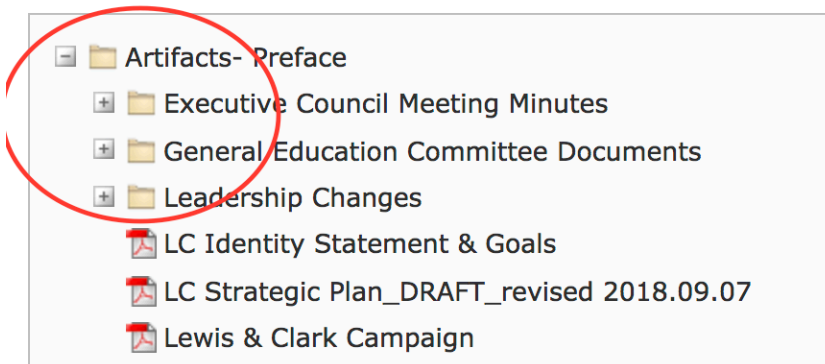 Artifacts- Preface
Executive Council Meeting Minutes
General Education Committee Documents
Leadership Changes
LC Identity Statement & Goals
LC Strategic Plan_DRAFT_revised 2018.09.07
Lewis & Clark Campaign